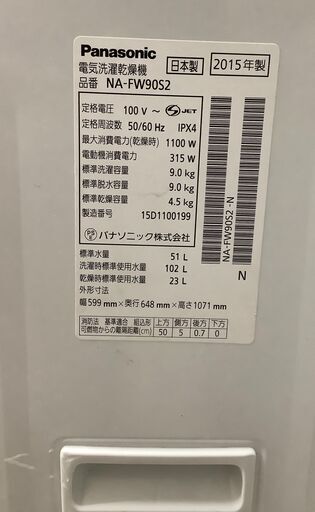 Panasonic
電気洗濯乾燥機 日本製 2015年製
品番 NA-FW90S2
定格電圧 100 V～ JET
定格周波数 50/60 Hz IPX4
最大消費電力(乾燥時) 1100 W
電動機消費電力 315 W
標準洗濯容量 9.0 kg
標準脱水容量 9.0 kg
標準乾燥容量 4.5 kg
製造番号 15D1100199
PSE パナソニック株式会社
標準水量 51 L
洗濯時標準使用水量 102 L
乾燥時標準使用水量 23 L
外形寸法
幅599 mm×奥行648 mm×高さ1071 mm
消防法 基準適合 組込形 上方 側方 後方 下方
可燃物からの離隔距離(cm) 50 5 0.7 0
NA-FW90S2 -N
N